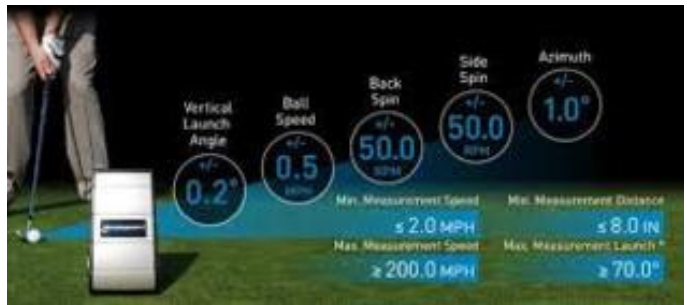 Vertical
Launch
Angle
+/-
0.2°
Ball
Speed
+/-
0.5
MPH
Back
Spin
+/-
50.0
RPM
Side
Spin
+/-
50.0
RPM
Azimuth
+/-
1.0°
Min. Measurement Speed
≤ 2.0 MPH
Min. Measurement Distance
≤ 8.0 IN
Max. Measurement Speed
≥ 200.0 MPH
Max. Measurement Launch °
≥ 70.0°